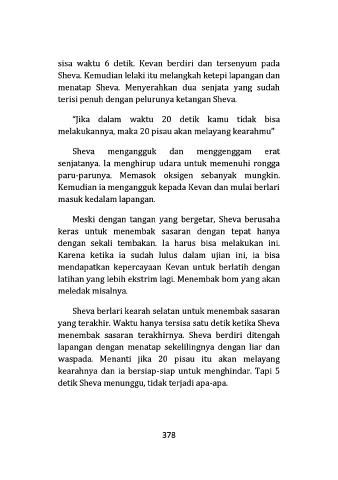 sisa waktu 6 detik. Kevan berdiri dan tersenyum pada
Sheva. Kemudian lelaki itu melangkah ketepi lapangan dan
menatap Sheva. Menyerahkan dua senjata yang sudah
terisi penuh dengan pelurunya ketangan Sheva.
“Jika dalam waktu 20 detik kamu tidak bisa
melakukannya, maka 20 pisau akan melayang kearahmu”
Sheva mengangguk dan menggenggam erat
senjatanya. Ia menghirup udara untuk memenuhi rongga
paru-parunya. Memasok oksigen sebanyak mungkin.
Kemudian ia mengangguk kepada Kevan dan mulai berlari
masuk kedalam lapangan.
Meski dengan tangan yang bergetar, Sheva berusaha
keras untuk menembak sasaran dengan tepat hanya
dengan sekali tembakan. Ia harus bisa melakukan ini.
Karena ketika ia sudah lulus dalam ujian ini, ia bisa
mendapatkan kepercayaan Kevan untuk berlatih dengan
latihan yang lebih ekstrim lagi. Menembak bom yang akan
meledak misalnya.
Sheva berlari kearah selatan untuk menembak sasaran
yang terakhir. Waktu hanya tersisa satu detik ketika Sheva
menembak sasaran terakhirnya. Sheva berdiri ditengah
lapangan dengan menatap sekelilingnya dengan liar dan
waspada. Menanti jika 20 pisau itu akan melayang
kearahnya dan ia bersiap-siap untuk menghindar. Tapi 5
detik Sheva menunggu, tidak terjadi apa-apa.
378